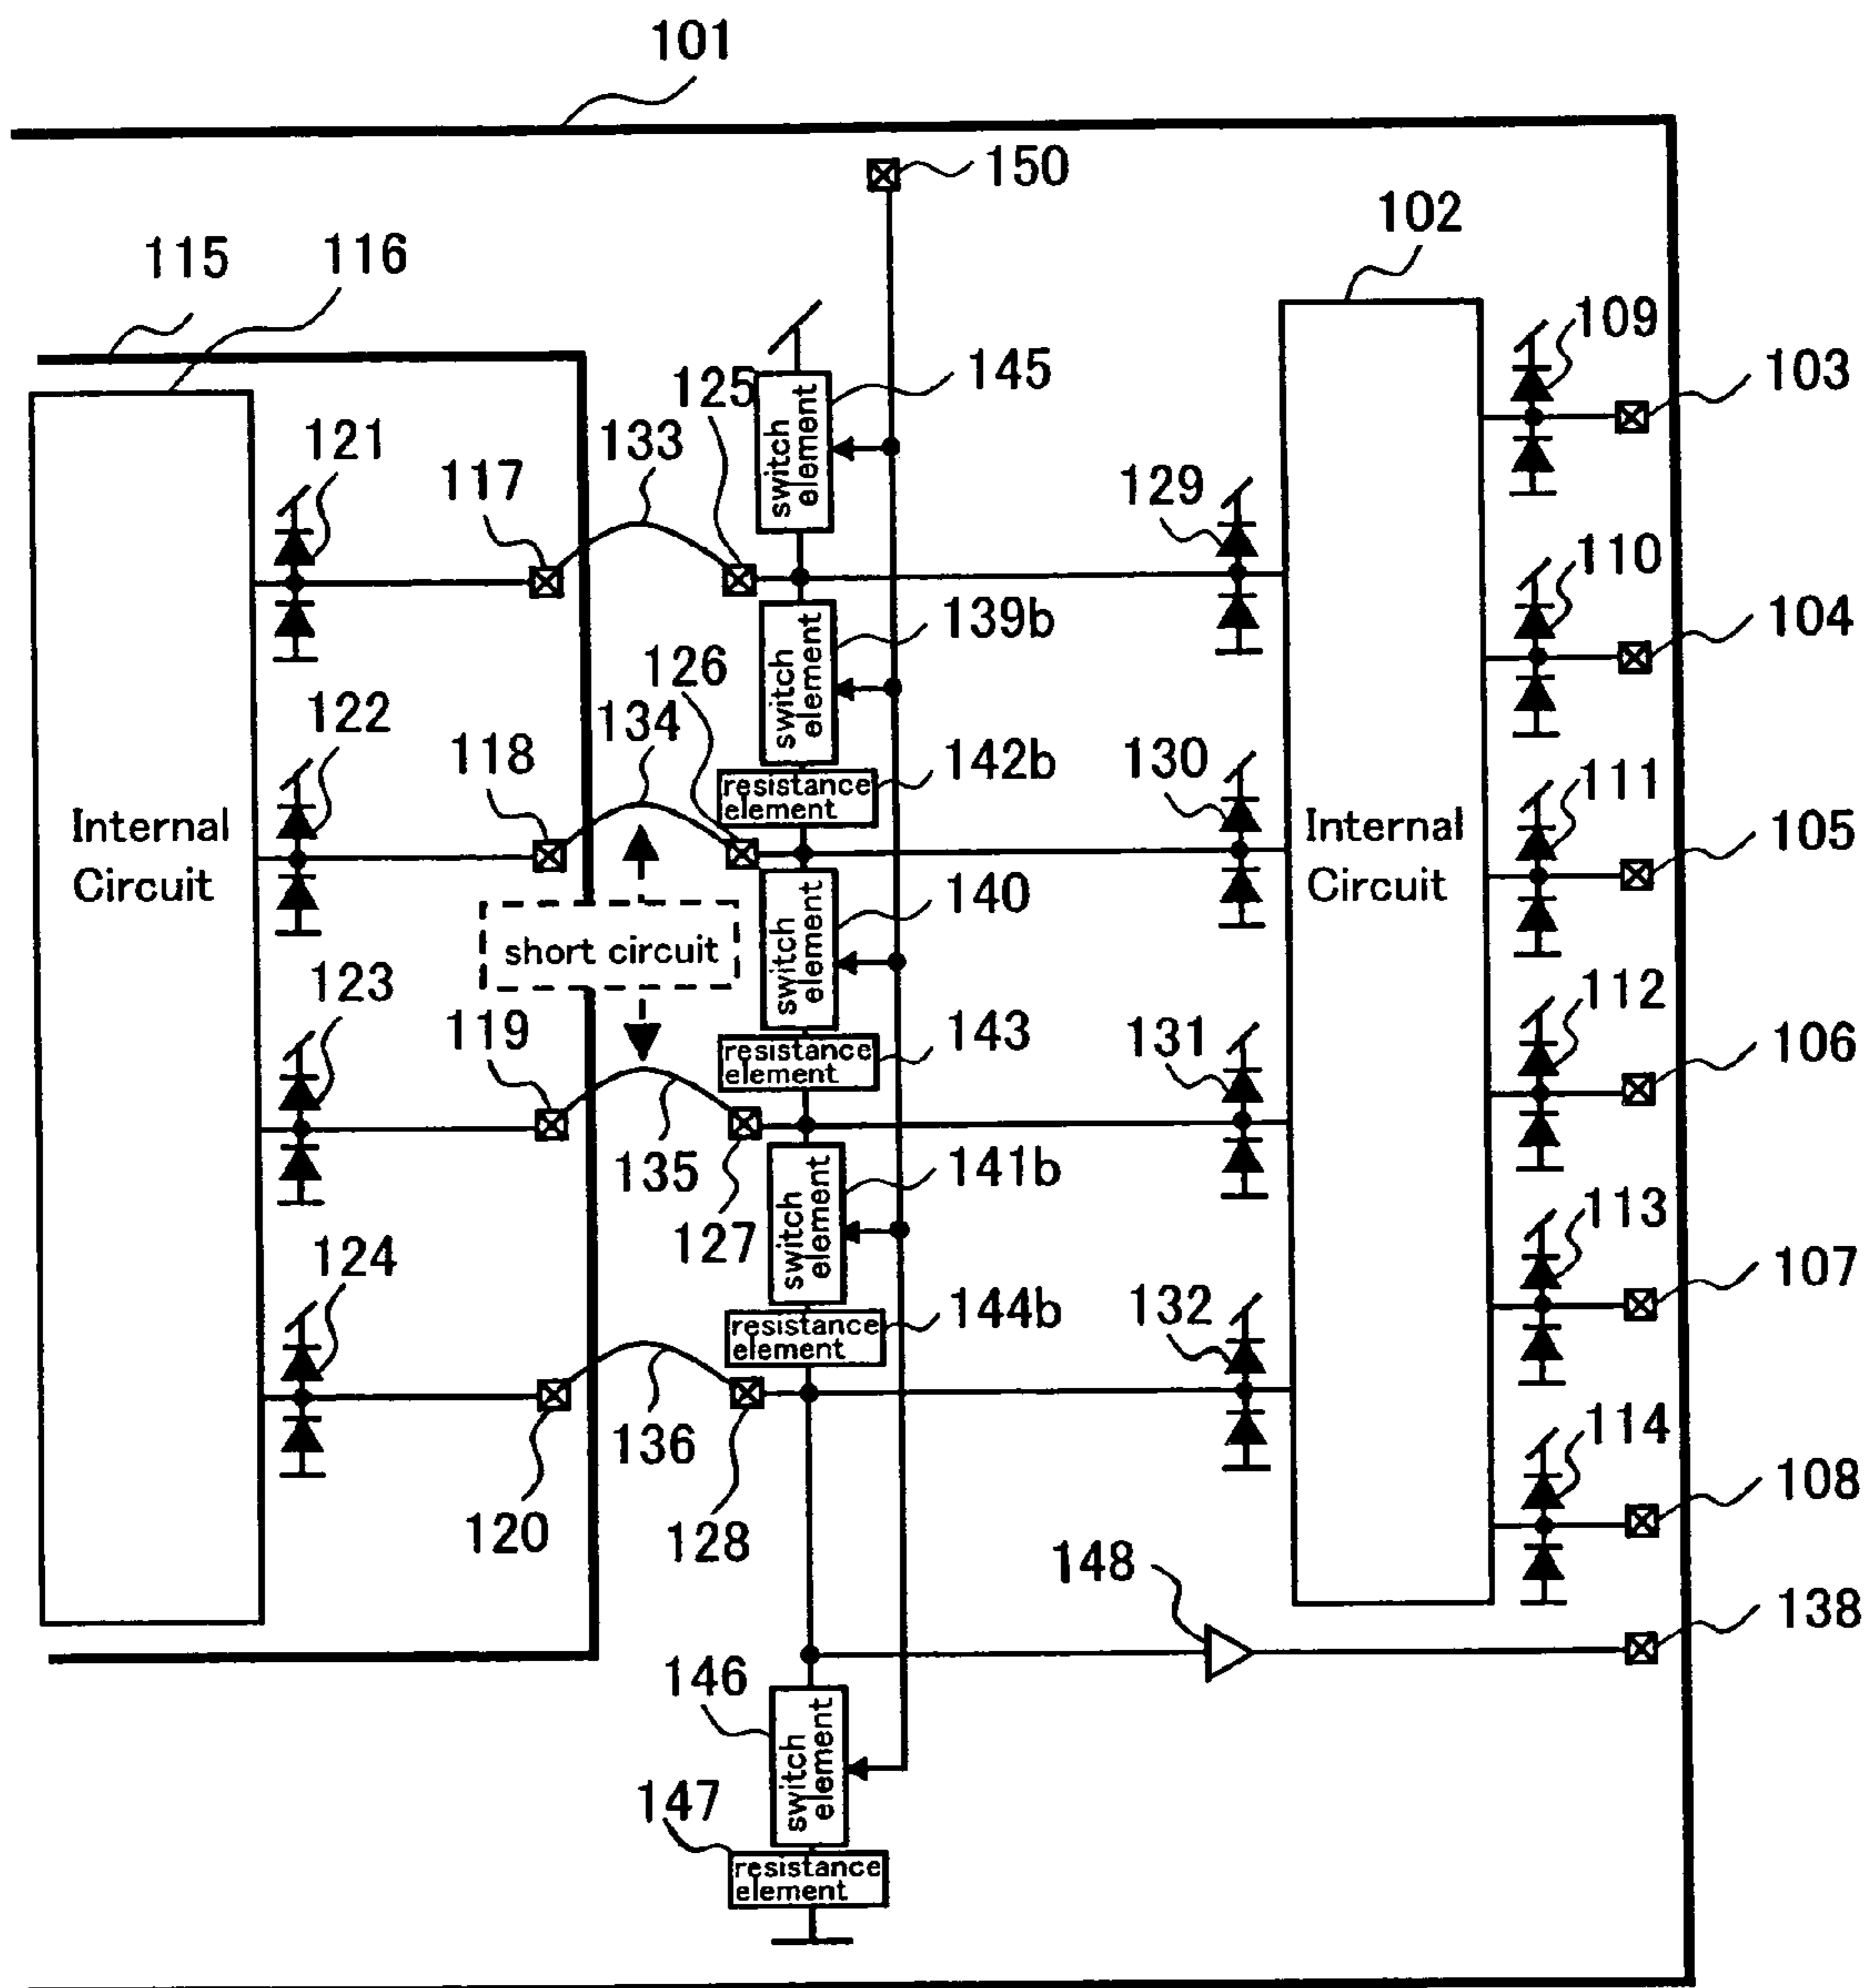 101
150
102
115
116
109
103
125
145
switch
element
121
117
133
129
110
104
139b
switch
element
126
122
118
134
142b
resistance
element
130
111
105
Internal
Circuit
Internal
Circuit
140
switch
element
short circuit
123
119
143
resistance
element
131
112
106
135
127
141b
switch
element
124
113
107
144b
resistance
element
132
136
120
128
114
108
148
138
146
switch
element
147
resistance
element